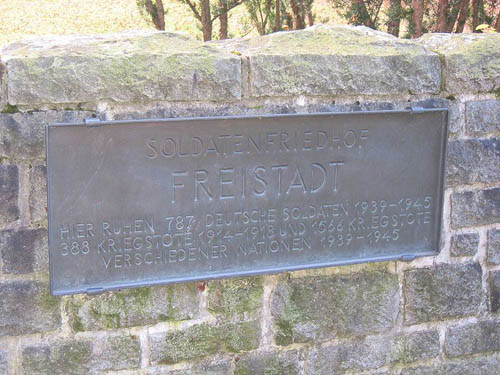 SOLDATENFRIEDHOF
FREISTADT
HIER RUHEN 787 DEUTSCHE SOLDATEN 1939-1945
388 KRIEGSTOTE 1914-1918 UND 1566 KRIEGSTOTE
VERSCHIEDENER NATIONEN 1939-1945